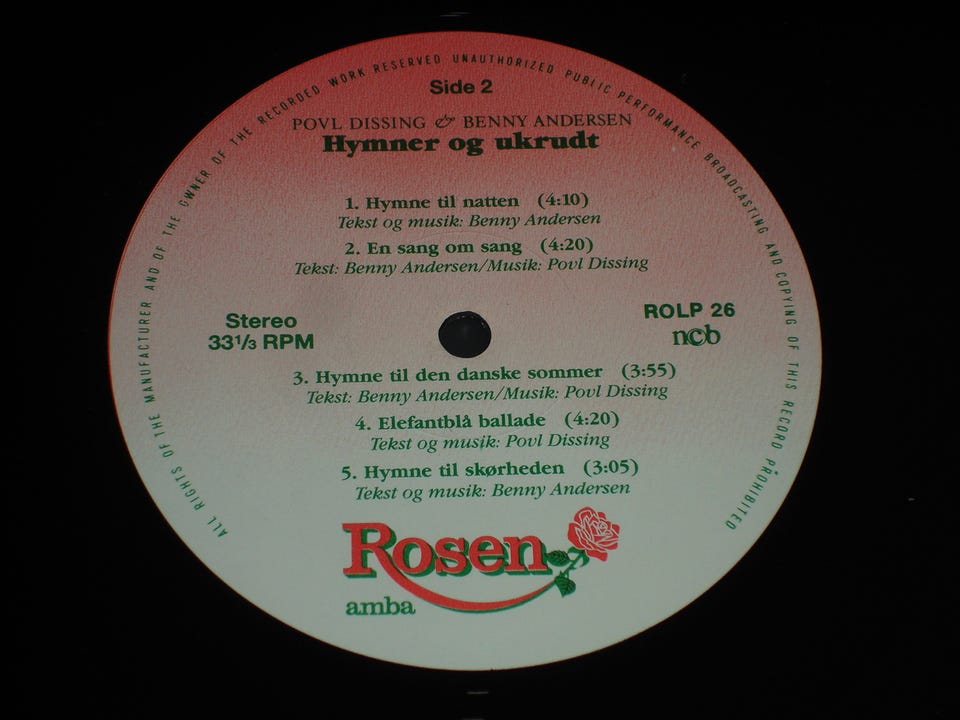 ALL RIGHTS OF THE MANUFACTURER AND OF THE OWNER OF THE RECORDED WORK RESERVED UNAUTHORIZED PUBLIC PERFORMANCE BROADCASTING AND COPYING OF THIS RECORD PROHIBITED
Side 2
POVL DISSING & BENNY ANDERSEN
Hymner og ukrudt
1. Hymne til natten (4:10)
Tekst og musik: Benny Andersen
2. En sang om sang (4:20)
Tekst: Benny Andersen/Musik: Povl Dissing
Stereo
33 1/3 RPM
ROLP 26
ncb
3. Hymne til den danske sommer (3:55)
Tekst: Benny Andersen/Musik: Povl Dissing
4. Elefantblå ballade (4:20)
Tekst og musik: Povl Dissing
5. Hymne til skørheden (3:05)
Tekst og musik: Benny Andersen
Rosen
amba